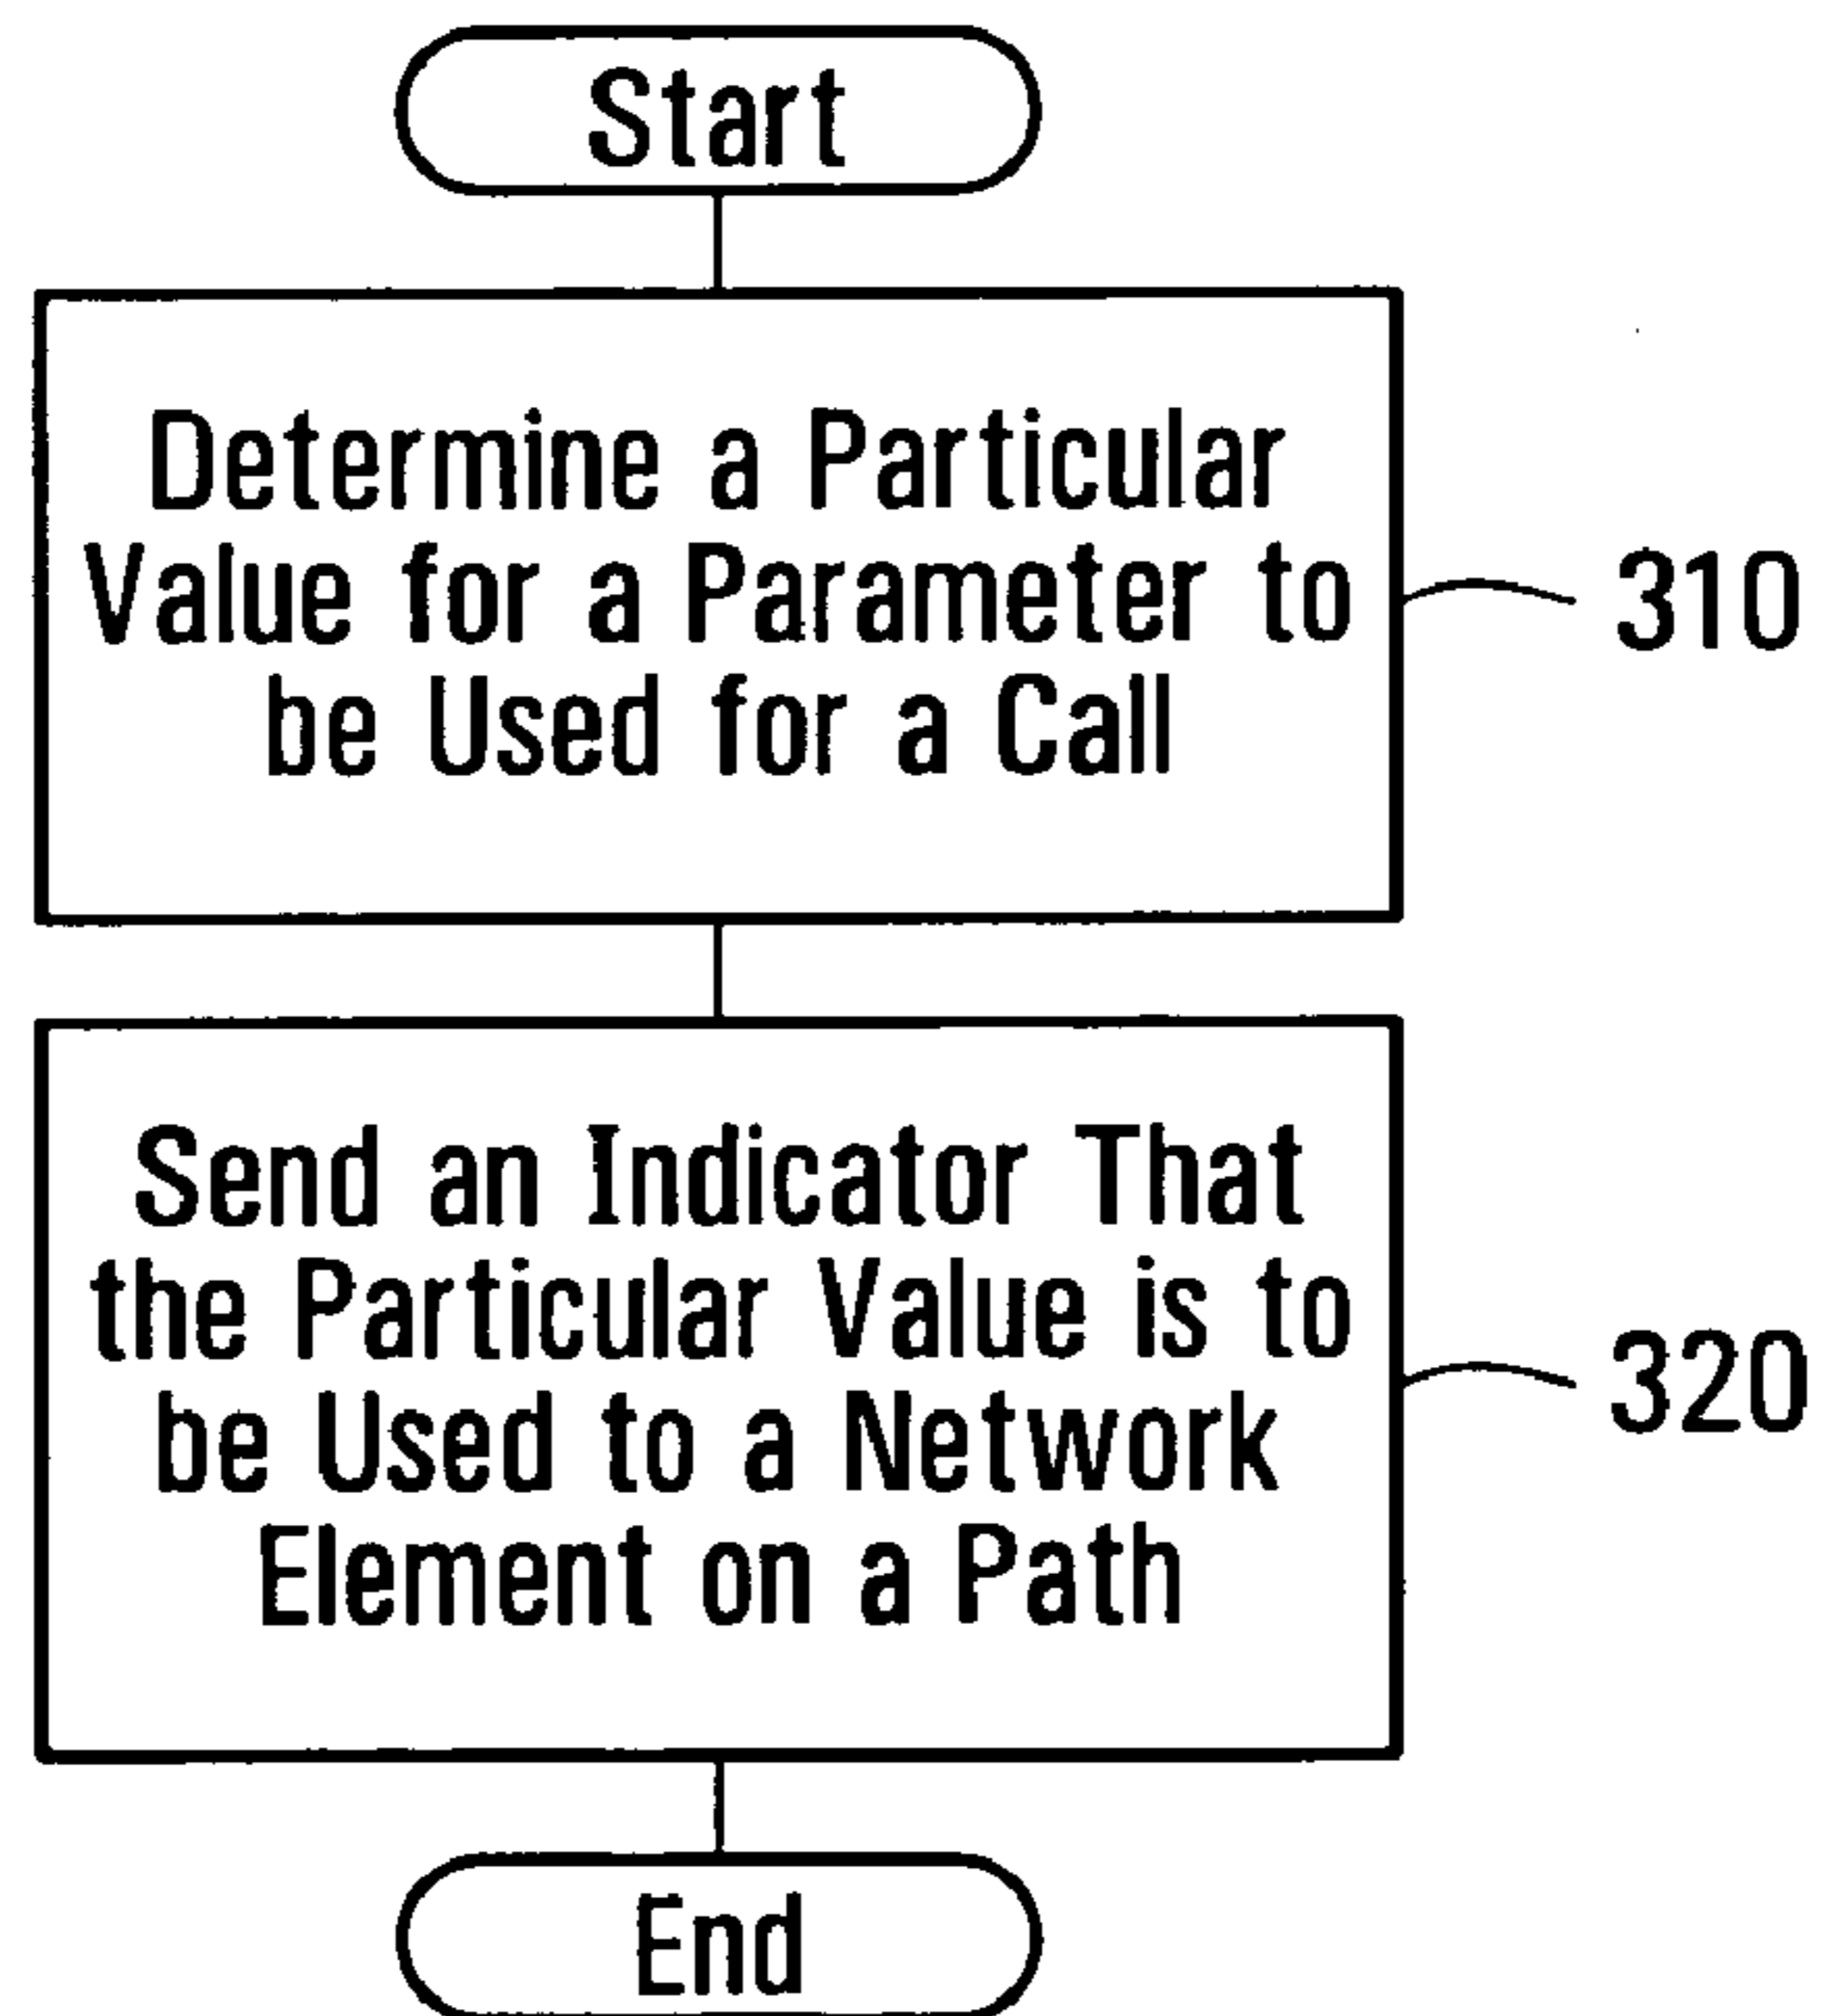 Start
Determine a Particular
Value for a Parameter to
be Used for a Call
310
Send an Indicator That
the Particular Value is to
be Used to a Network
Element on a Path
320
End